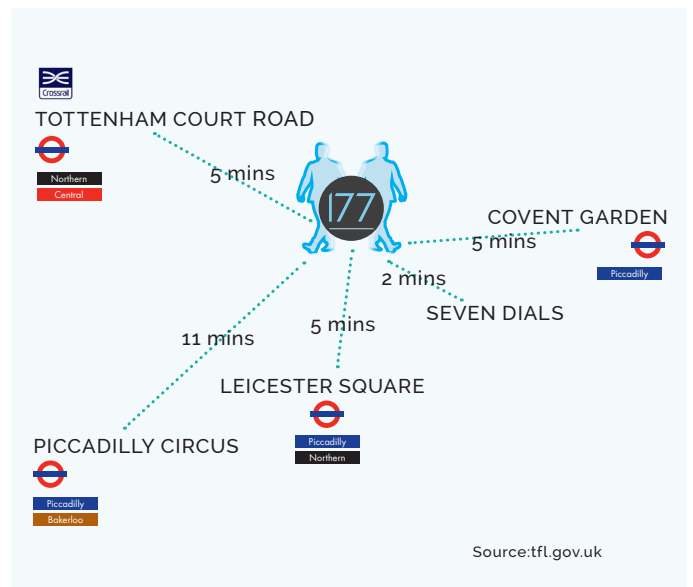 Crossrail
TOTTENHAM COURT ROAD
Northern
Central
5 mins
177
COVENT GARDEN
5 mins
Piccadilly
2 mins
SEVEN DIALS
11 mins
5 mins
LEICESTER SQUARE
Piccadilly
Northern
PICCADILLY CIRCUS
Piccadilly
Bakerloo
Source:tfl.gov.uk